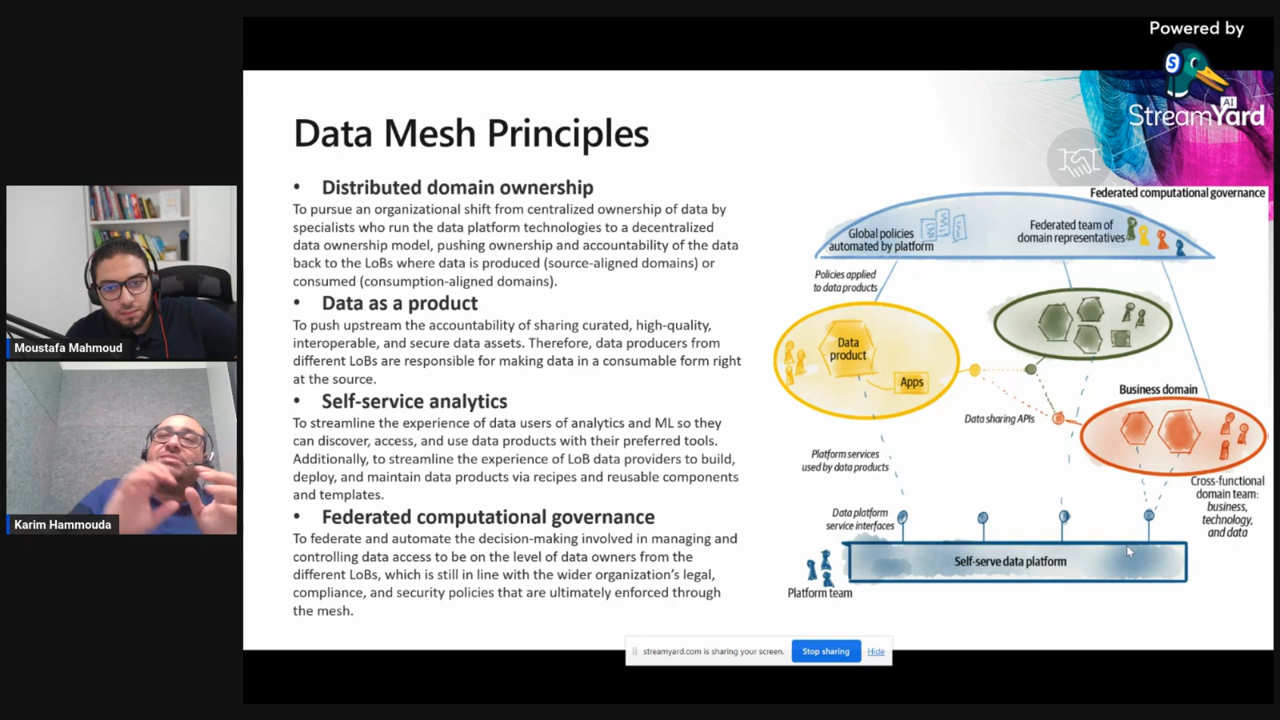 Powered by
S
AI
StreamYard
Data Mesh Principles
• Distributed domain ownership
To pursue an organizational shift from centralized ownership of data by
specialists who run the data platform technologies to a decentralized
data ownership model, pushing ownership and accountability of the data
back to the LoBs where data is produced (source-aligned domains) or
consumed (consumption-aligned domains).
• Data as a product
To push upstream the accountability of sharing curated, high-quality,
interoperable, and secure data assets. Therefore, data producers from
different LoBs are responsible for making data in a consumable form right
at the source.
• Self-service analytics
To streamline the experience of data users of analytics and ML so they
can discover, access, and use data products with their preferred tools.
Additionally, to streamline the experience of LoB data providers to build,
deploy, and maintain data products via recipes and reusable components
and templates.
• Federated computational governance
To federate and automate the decision-making involved in managing and
controlling data access to be on the level of data owners from the
different LoBs, which is still in line with the wider organization's legal,
compliance, and security policies that are ultimately enforced through
the mesh.
Federated computational governance
Global policies
automated by platform
Federated team of
domain representatives
Policies applied
to data products
Data
product
Apps
Business domain
Data sharing APIs
Platform services
used by data products
Cross-functional
domain team:
business,
technology,
and data
Data platform
service interfaces
Self-serve data platform
Platform team
Moustafa Mahmoud
Karim Hammouda
streamyard.com is sharing your screen.
Stop sharing
Hide